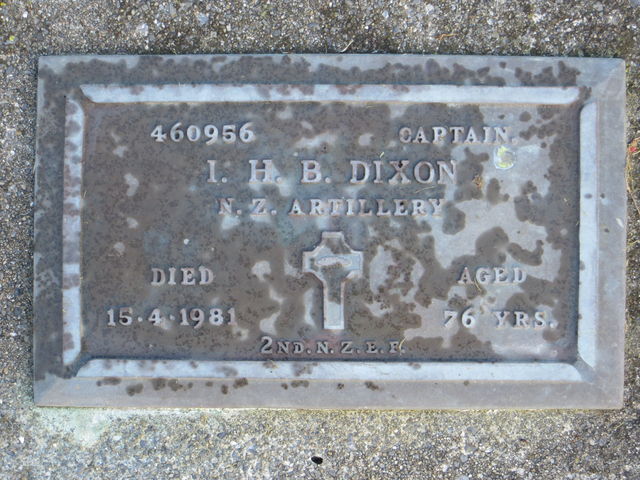 460956 CAPTAIN
I. H. B. DIXON
N. Z. ARTILLERY
DIED AGED
15·4·1981 76 YRS.
2ND. N. Z. E. F.